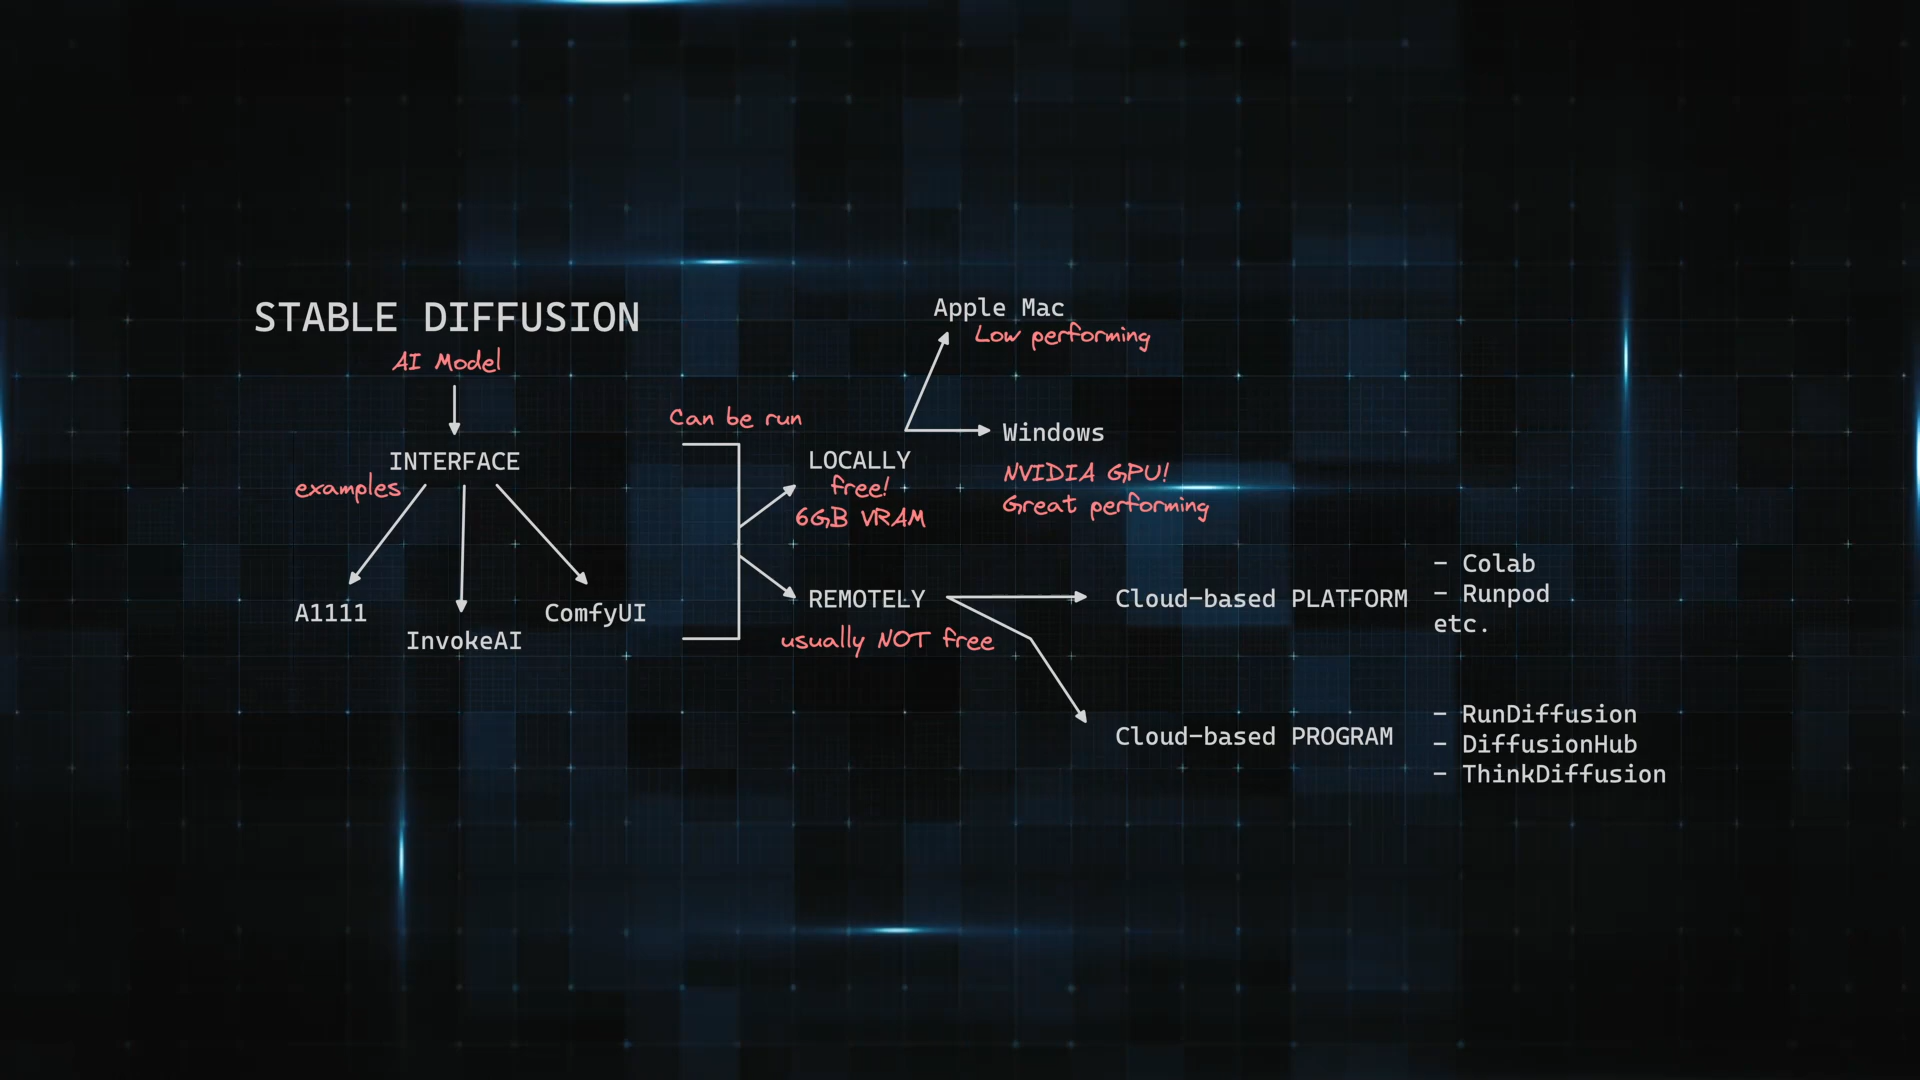 STABLE DIFFUSION
AI Model
INTERFACE
examples
A1111
InvokeAI
ComfyUI
Can be run
LOCALLY
free!
6GB VRAM
Apple Mac
Low performing
Windows
NVIDIA GPU!
Great performing
REMOTELY
usually NOT free
Cloud-based PLATFORM
- Colab
- Runpod
etc.
Cloud-based PROGRAM
- RunDiffusion
- DiffusionHub
- ThinkDiffusion